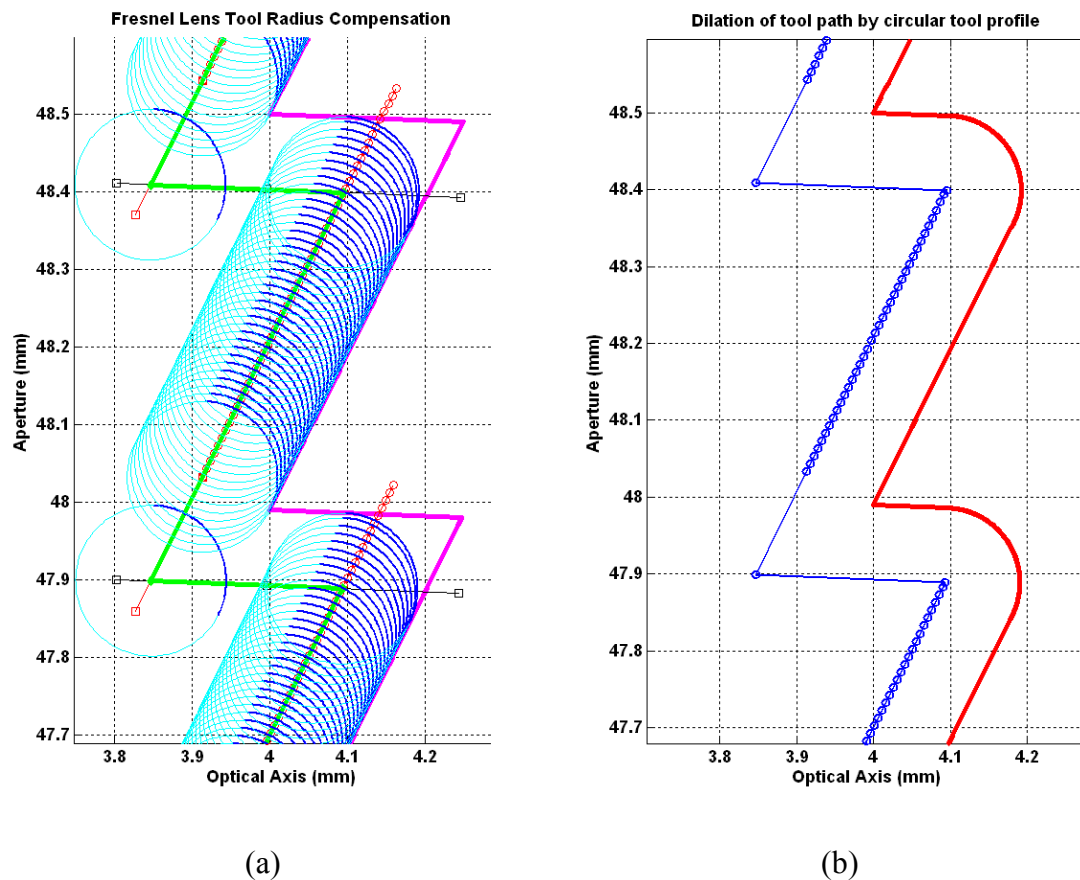 Fresnel Lens Tool Radius Compensation
48.5
48.4
48.3
48.2
48.1
48
47.9
47.8
47.7
Aperture (mm)
3.8 3.9 4 4.1 4.2
Optical Axis (mm)
(a)
Dilation of tool path by circular tool profile
48.5
48.4
48.3
48.2
48.1
48
47.9
47.8
47.7
Aperture (mm)
3.8 3.9 4 4.1 4.2
Optical Axis (mm)
(b)